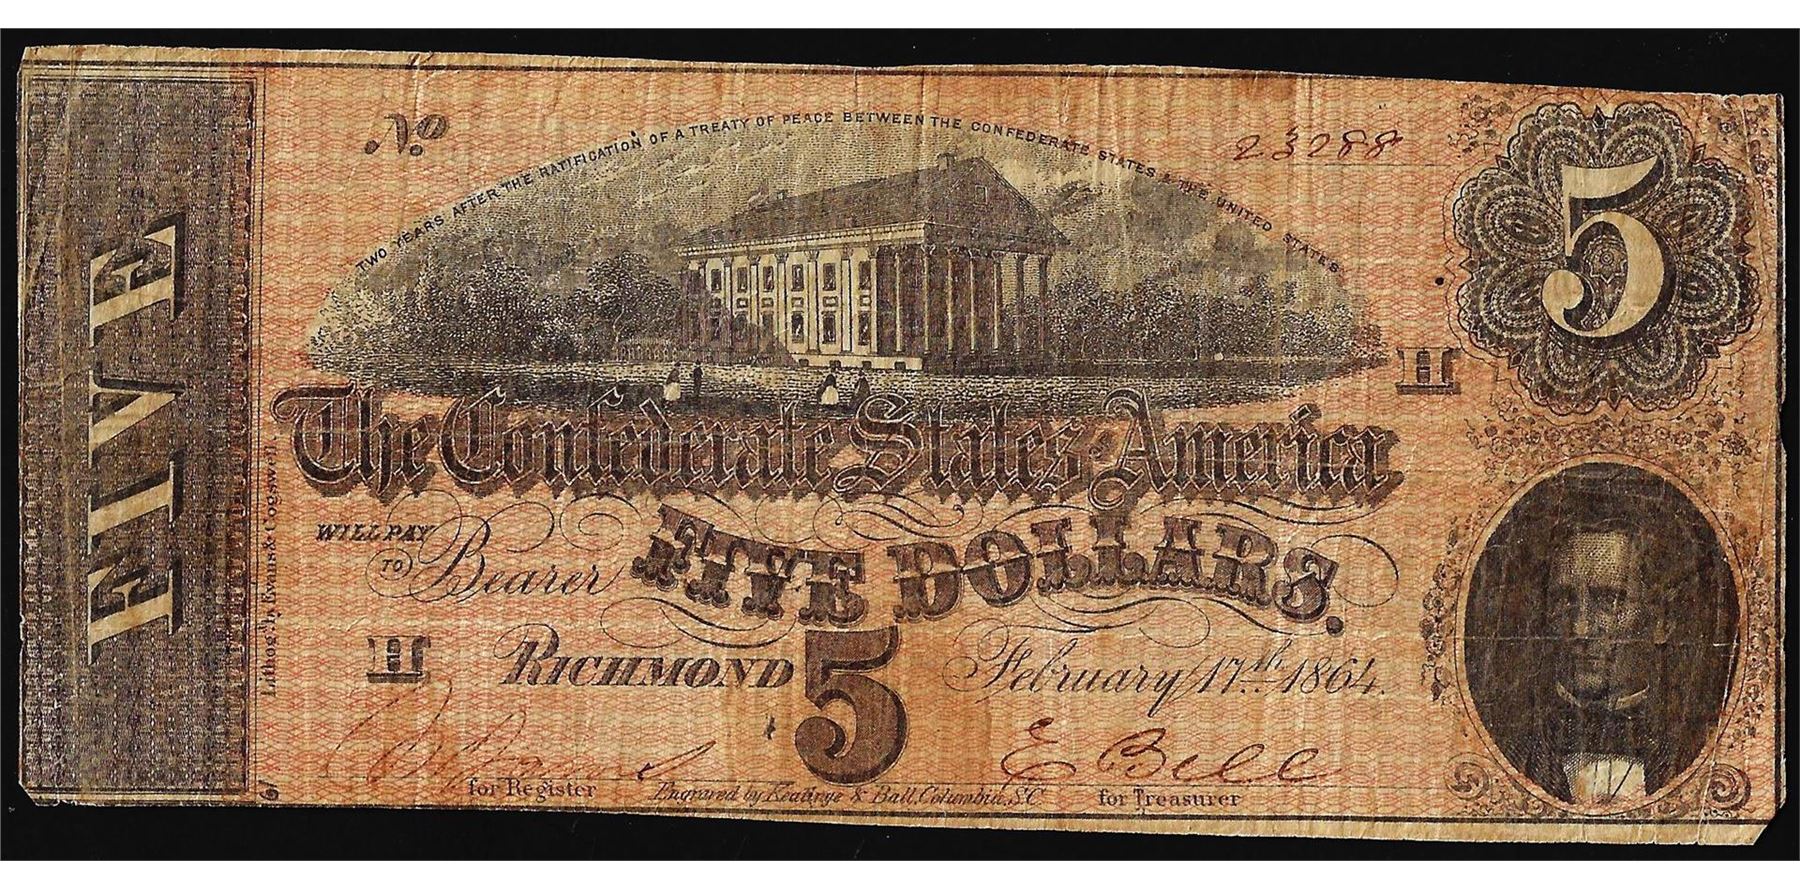 No 23288
TWO YEARS AFTER THE RATIFICATION OF A TREATY OF PEACE BETWEEN THE CONFEDERATE STATES & THE UNITED STATES
5
FIVE
H
The Confederate States of America
WILL PAY
TO Bearer FIVE DOLLARS.
Lithog'd by Evans & Cogswell
H
RICHMOND 5 February 17th 1864.
E Bell
for Register
Engraved by Keatinge & Ball, Columbia, S.C.
for Treasurer